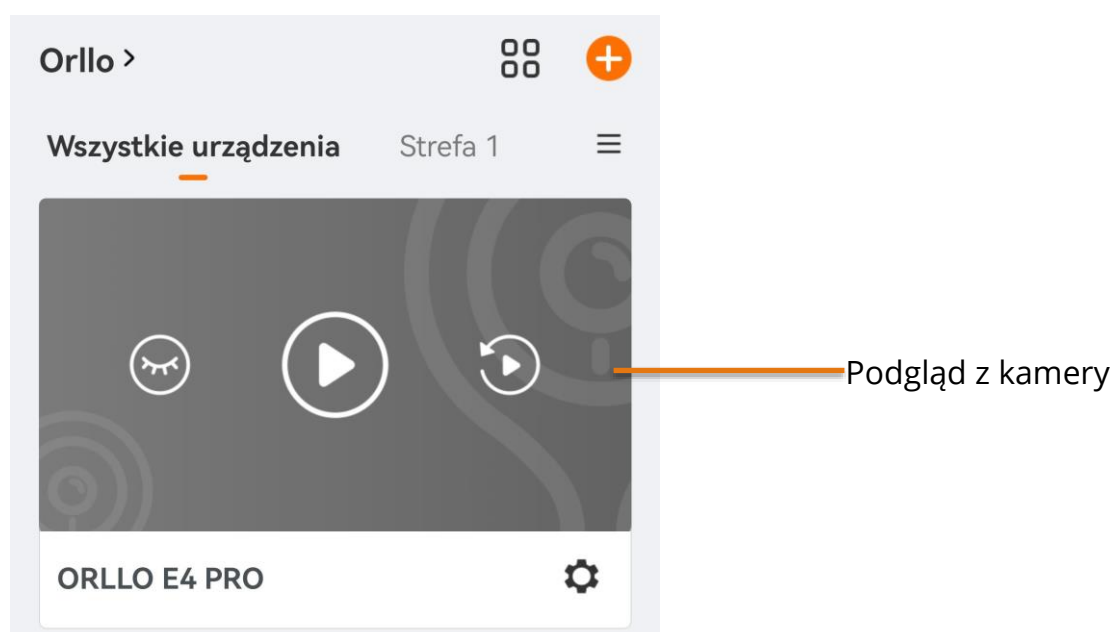 Orllo >
Wszystkie urządzenia Strefa 1
Podgląd z kamery
ORLLO E4 PRO